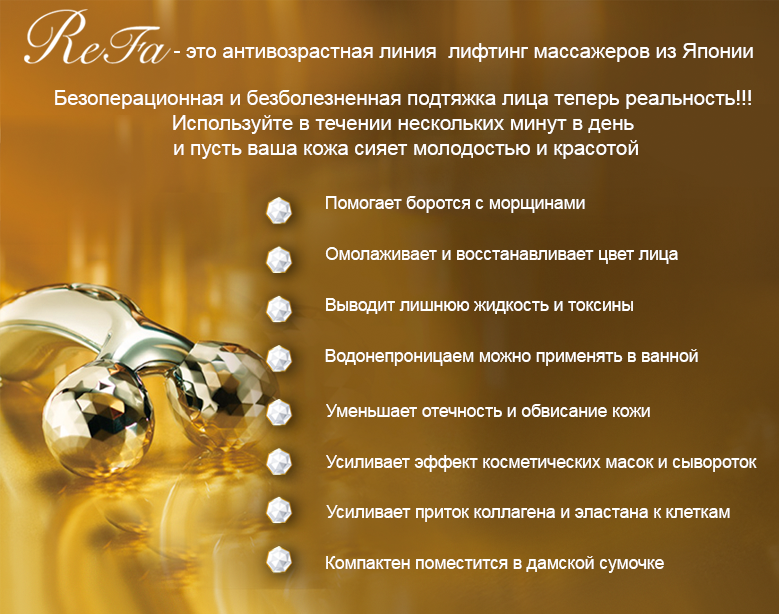 ReFa - это антивозрастная линия лифтинг массажеров из Японии
Безоперационная и безболезненная подтяжка лица теперь реальность!!!
Используйте в течении нескольких минут в день
и пусть ваша кожа сияет молодостью и красотой
Помогает боротся с морщинами
Омолаживает и восстанавливает цвет лица
Выводит лишнюю жидкость и токсины
Водонепроницаем можно применять в ванной
Уменьшает отечность и обвисание кожи
Усиливает эффект косметических масок и сывороток
Усиливает приток коллагена и эластана к клеткам
Компактен поместится в дамской сумочке